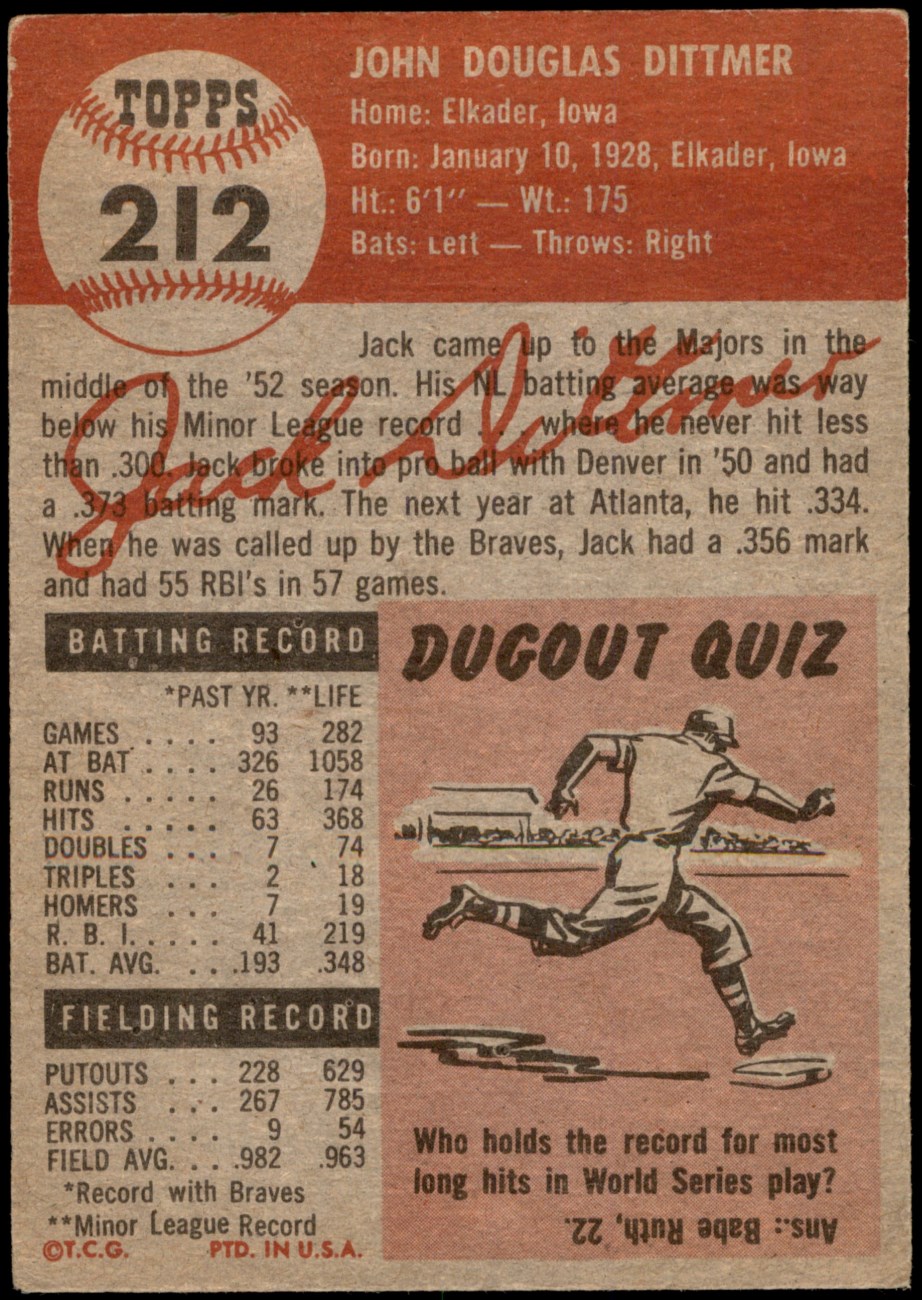 TOPPS
212
JOHN DOUGLAS DITTMER
Home: Elkader, Iowa
Born: January 10, 1928, Elkader, Iowa
Ht.: 6'1" — Wt.: 175
Bats: Left — Throws: Right
Jack came up to the Majors in the
middle of the '52 season. His NL batting average was way
below his Minor League record . . . where he never hit less
than .300. Jack broke into pro ball with Denver in '50 and had
a .373 batting mark. The next year at Atlanta, he hit .334.
When he was called up by the Braves, Jack had a .356 mark
and had 55 RBI's in 57 games.
Jack Dittmer
BATTING RECORD
*PAST YR. **LIFE
GAMES . . . . 93 282
AT BAT . . . . 326 1058
RUNS . . . . . 26 174
HITS . . . . . 63 368
DOUBLES . . . 7 74
TRIPLES . . . 2 18
HOMERS . . . 7 19
R. B. I. . . . . 41 219
BAT. AVG. . . .193 .348
FIELDING RECORD
PUTOUTS . . . 228 629
ASSISTS . . . 267 785
ERRORS . . . . 9 54
FIELD AVG. . . .982 .963
*Record with Braves
**Minor League Record
©T.C.G. PTD. IN U.S.A.
DUGOUT QUIZ
Who holds the record for most
long hits in World Series play?
Ans.: Babe Ruth, 22.